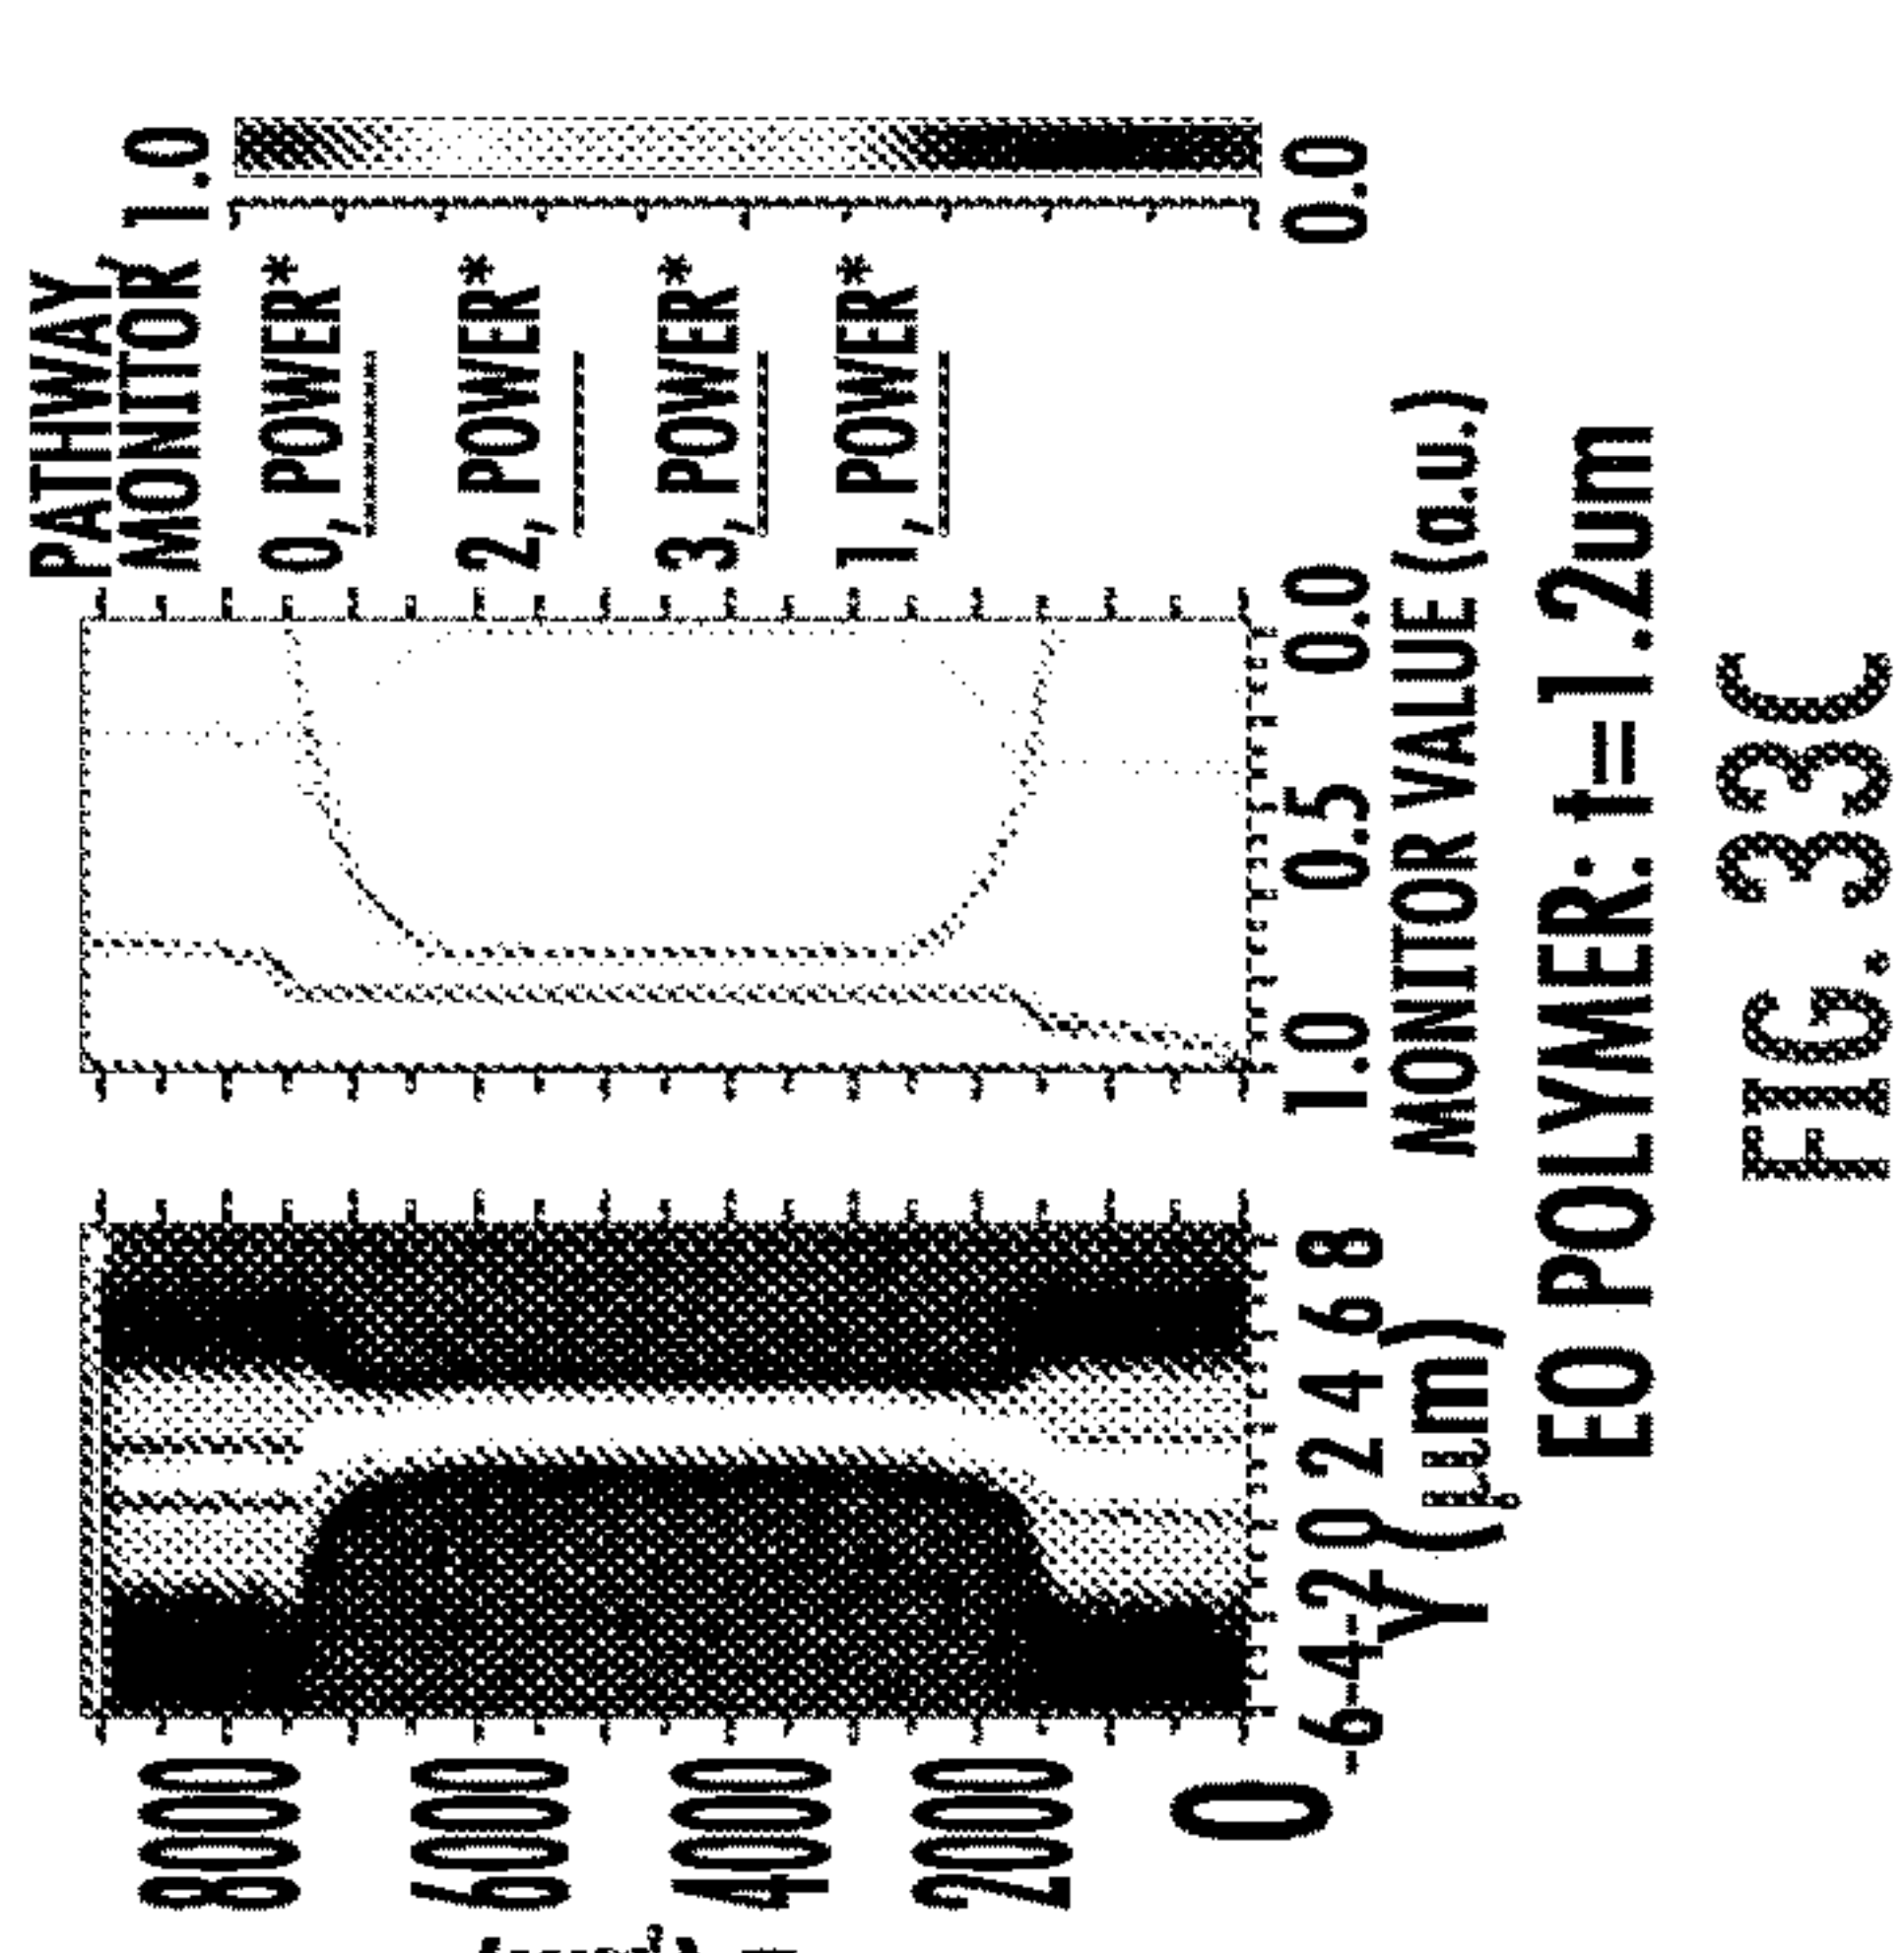 PATHWAY
MONITOR
1.0
0, POWER*
2, POWER*
3, POWER*
1, POWER*
0.0
8000
6000
4000
2000
0
-6 -4 -2 0 2 4 6 8
Y (µm)
1.0 0.5 0.0
MONITOR VALUE (a.u.)
EO POLYMER: t=1.2um
FIG. 33C